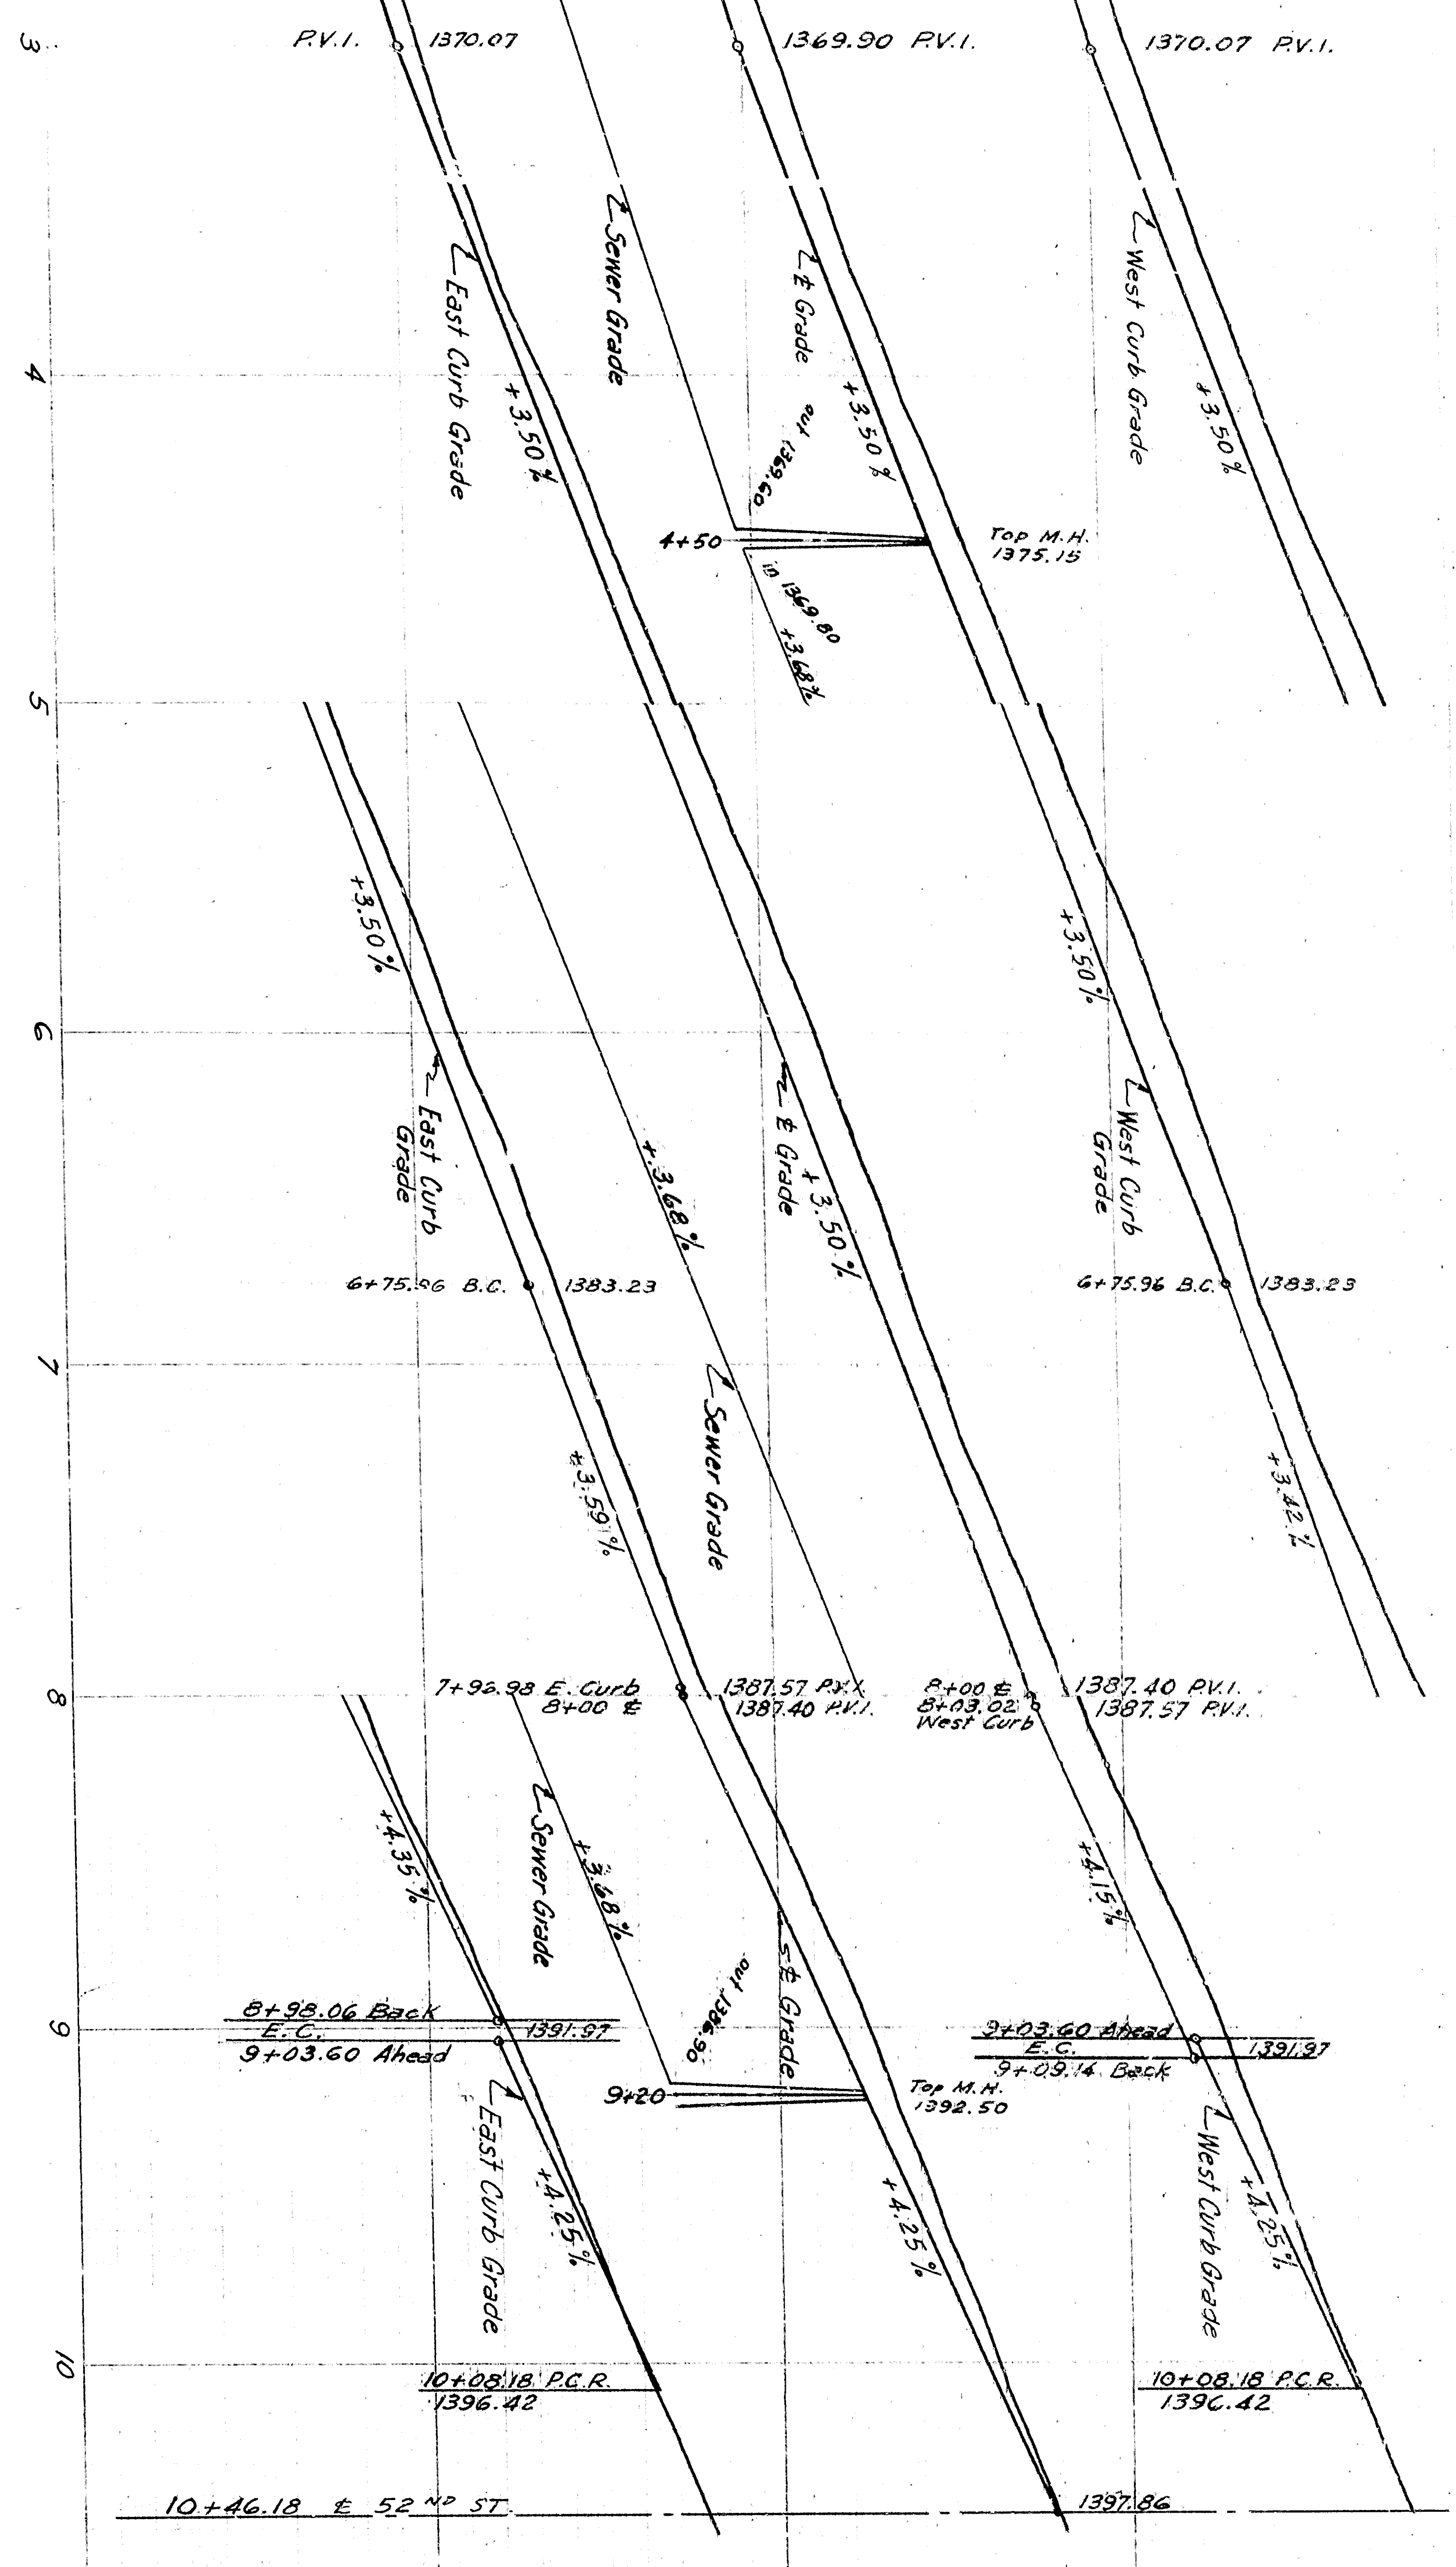 3
P.V.I. 1370.07
1369.90 P.V.I.
1370.07 P.V.I.
East Curb Grade
+3.50%
Sewer Grade
℄ Grade
+3.50%
West Curb Grade
+3.50%
4
out 1369.60
4+50
Top M.H.
1375.15
in 1369.80
+3.68%
5
+3.50%
+3.50%
6
East Curb
Grade
+.3.68%
℄ Grade
+3.50%
West Curb
Grade
6+75.96 B.C. 1383.23
6+75.96 B.C. 1383.23
7
Sewer Grade
+3.59%
+3.42%
8
7+96.98 E. Curb 1387.57 P.V.I.
8+00 ℄ 1387.40 P.V.I.
8+00 ℄ 1387.40 P.V.I.
8+03.02 1387.57 P.V.I.
West Curb
+4.35%
Sewer Grade
+3.68%
℄ Grade
+4.15%
out 1386.90
9
8+98.06 Back
E.C. 1391.97
9+03.60 Ahead
9+03.60 Ahead
E.C. 1391.97
9+09.14 Back
9+20
Top M.H.
1392.50
East Curb Grade
+4.25%
+4.25%
West Curb Grade
+4.25%
10
10+08.18 P.C.R.
1396.42
10+08.18 P.C.R.
1396.42
10+46.18 ℄ 52ND ST.
1397.86